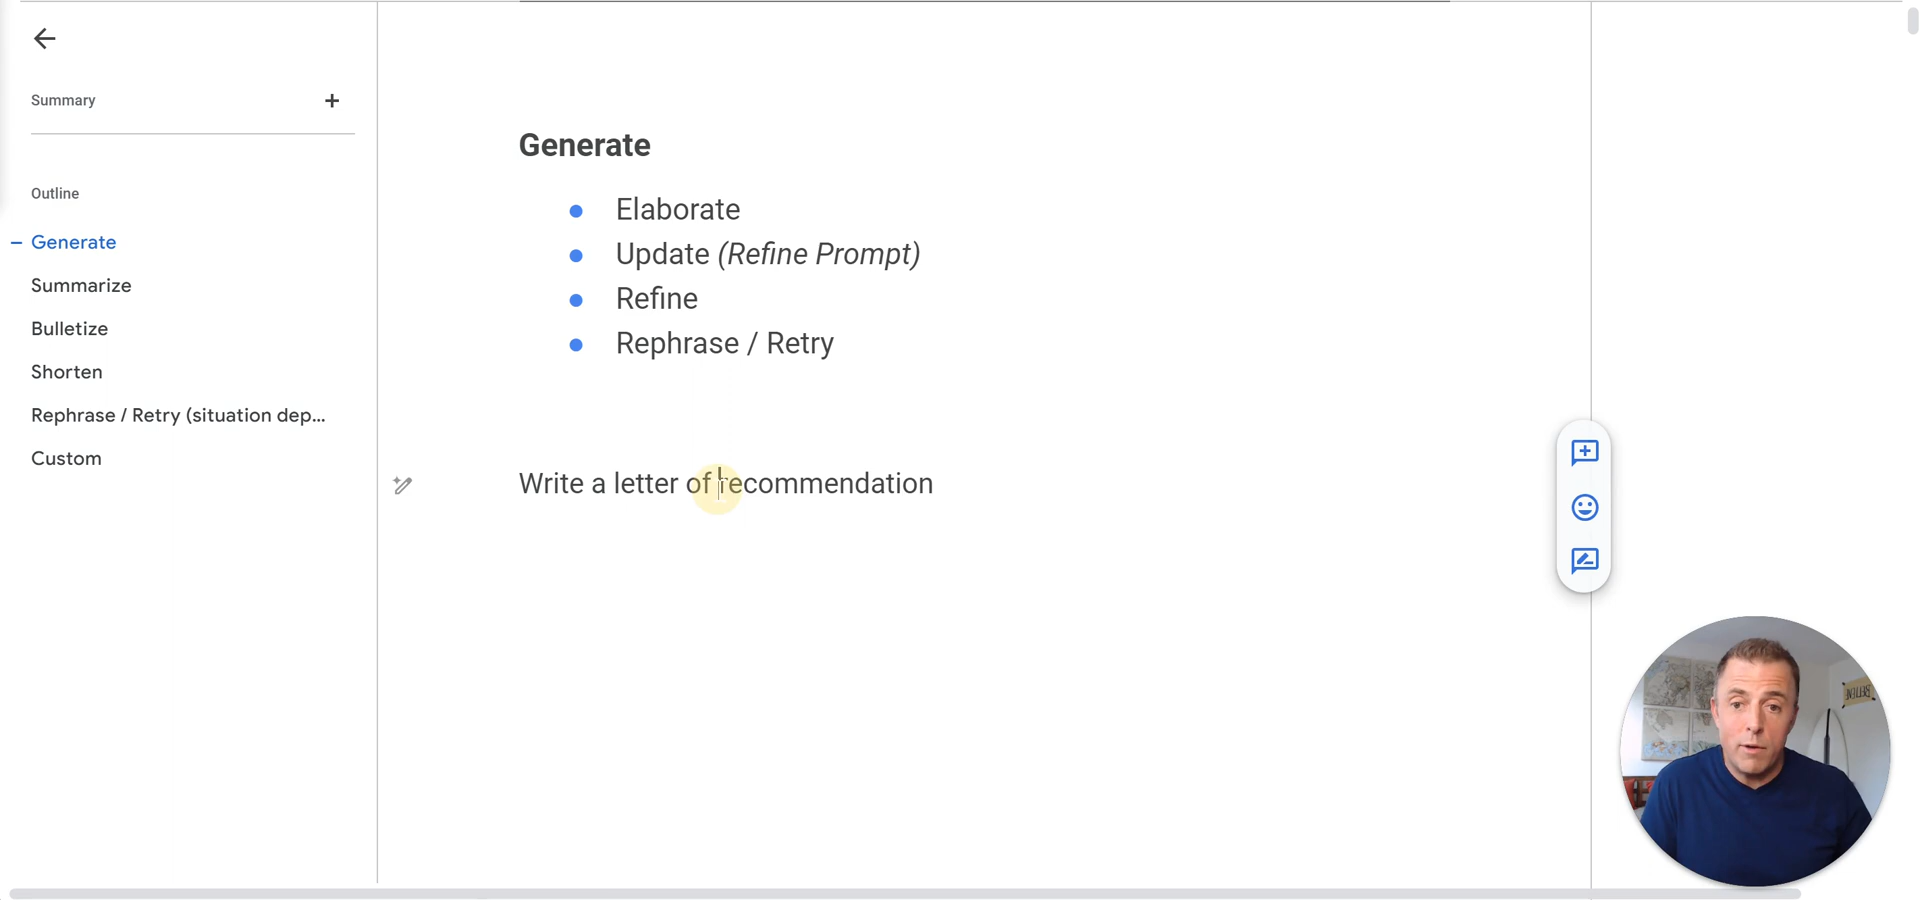 Summary
Outline
Generate
Summarize
Bulletize
Shorten
Rephrase / Retry (situation dep...
Custom
Generate
Elaborate
Update (Refine Prompt)
Refine
Rephrase / Retry
Write a letter of recommendation